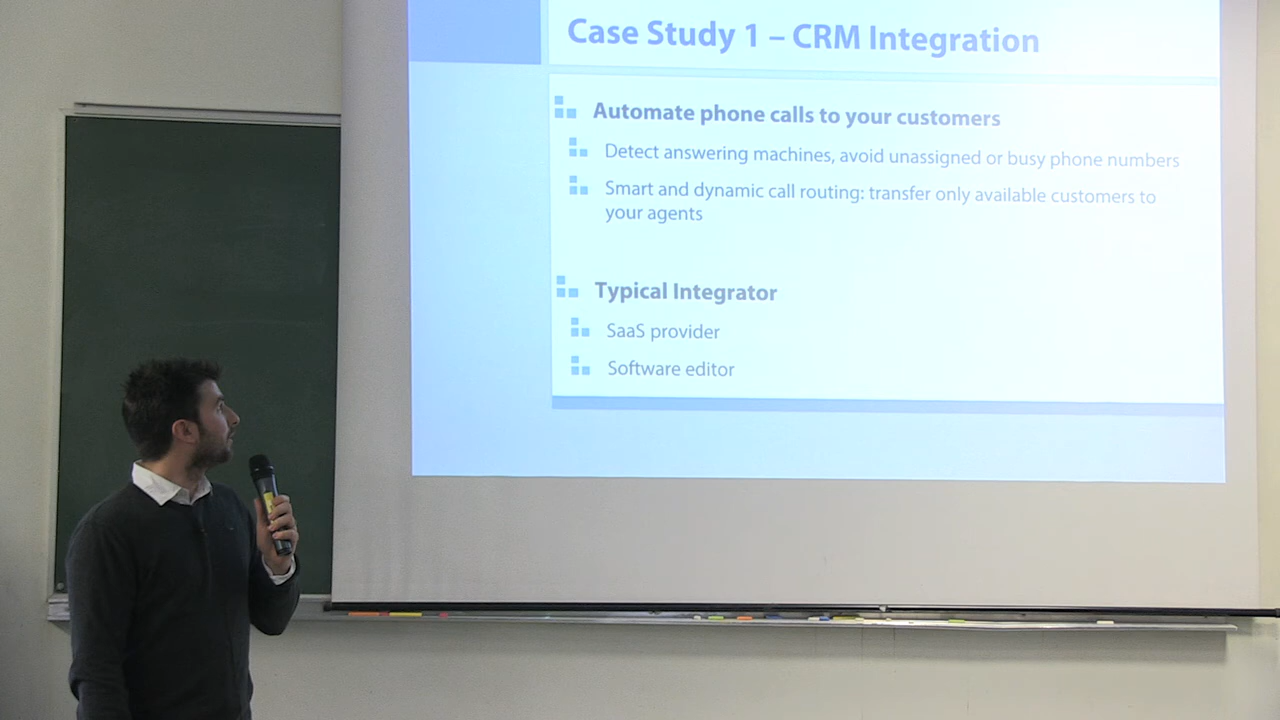 Case Study 1 – CRM Integration
Automate phone calls to your customers
Detect answering machines, avoid unassigned or busy phone numbers
Smart and dynamic call routing: transfer only available customers to
your agents
Typical Integrator
SaaS provider
Software editor